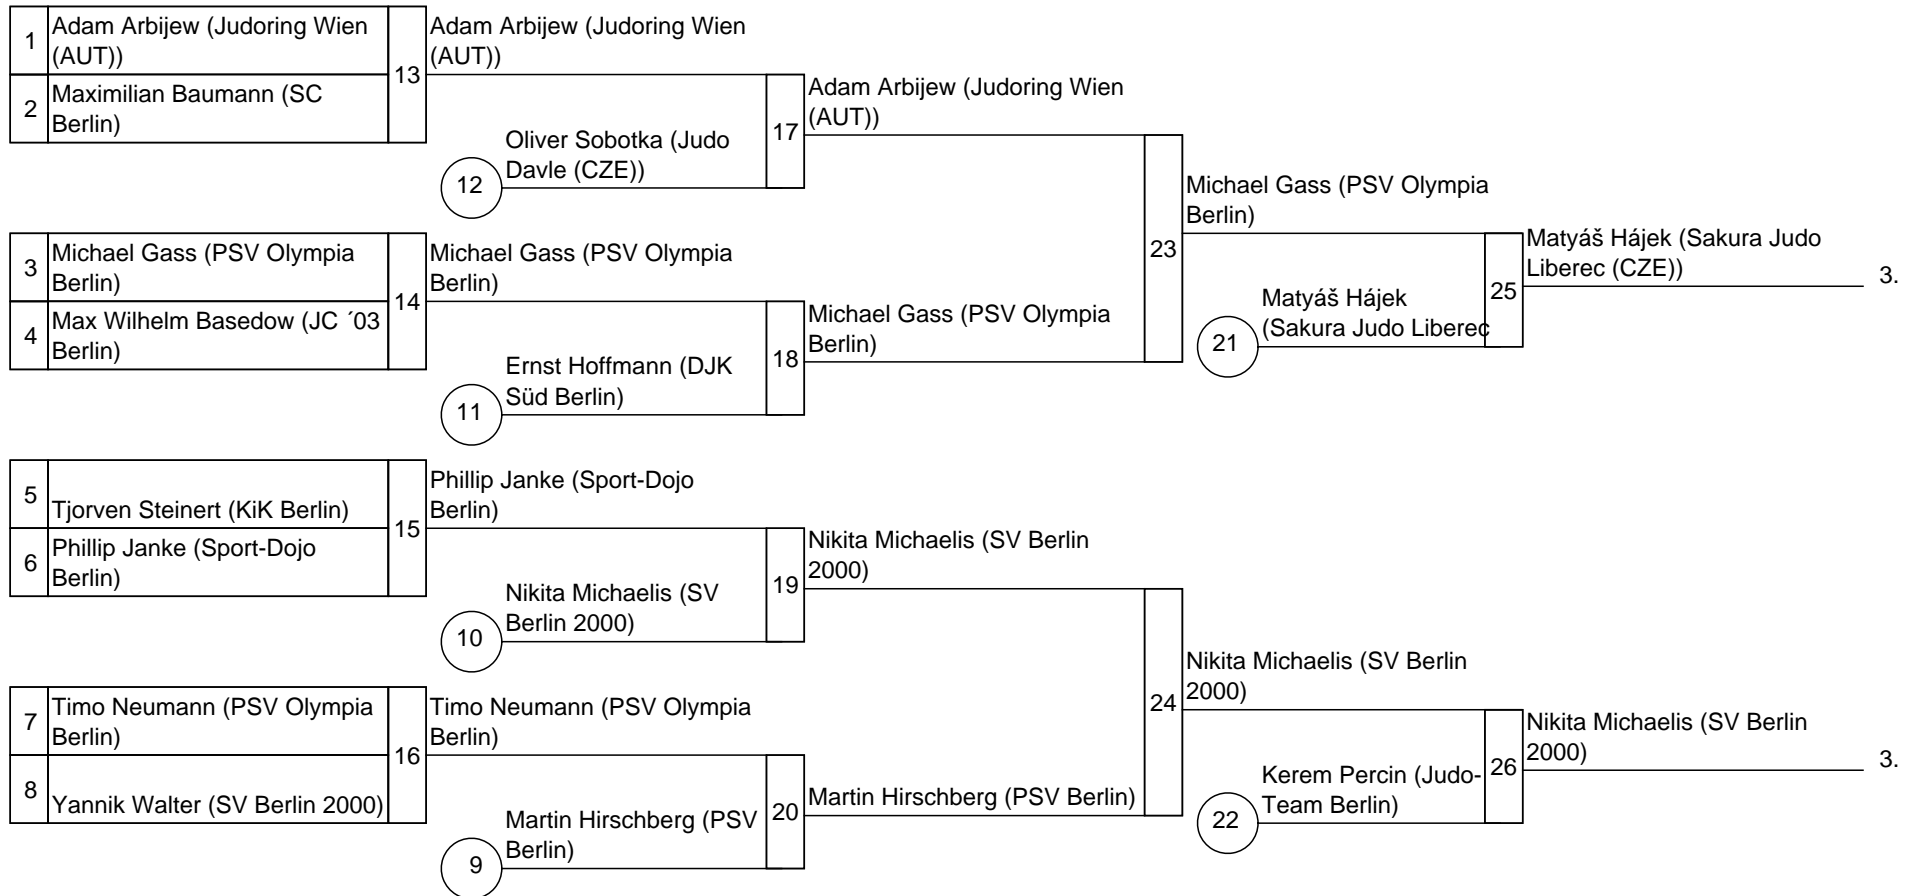 1
Adam Arbijew (Judoring Wien
(AUT))
2
Maximilian Baumann (SC
Berlin)
13
Adam Arbijew (Judoring Wien
(AUT))
12
Oliver Sobotka (Judo
Davle (CZE))
17
Adam Arbijew (Judoring Wien
(AUT))
3
Michael Gass (PSV Olympia
Berlin)
4
Max Wilhelm Basedow (JC ´03
Berlin)
14
Michael Gass (PSV Olympia
Berlin)
11
Ernst Hoffmann (DJK
Süd Berlin)
18
Michael Gass (PSV Olympia
Berlin)
23
Michael Gass (PSV Olympia
Berlin)
21
Matyáš Hájek
(Sakura Judo Liberec
25
Matyáš Hájek (Sakura Judo
Liberec (CZE))
3.
5
Tjorven Steinert (KiK Berlin)
6
Phillip Janke (Sport-Dojo
Berlin)
15
Phillip Janke (Sport-Dojo
Berlin)
10
Nikita Michaelis (SV
Berlin 2000)
19
Nikita Michaelis (SV Berlin
2000)
7
Timo Neumann (PSV Olympia
Berlin)
8
Yannik Walter (SV Berlin 2000)
16
Timo Neumann (PSV Olympia
Berlin)
9
Martin Hirschberg (PSV
Berlin)
20
Martin Hirschberg (PSV Berlin)
24
Nikita Michaelis (SV Berlin
2000)
22
Kerem Percin (Judo-
Team Berlin)
26
Nikita Michaelis (SV Berlin
2000)
3.